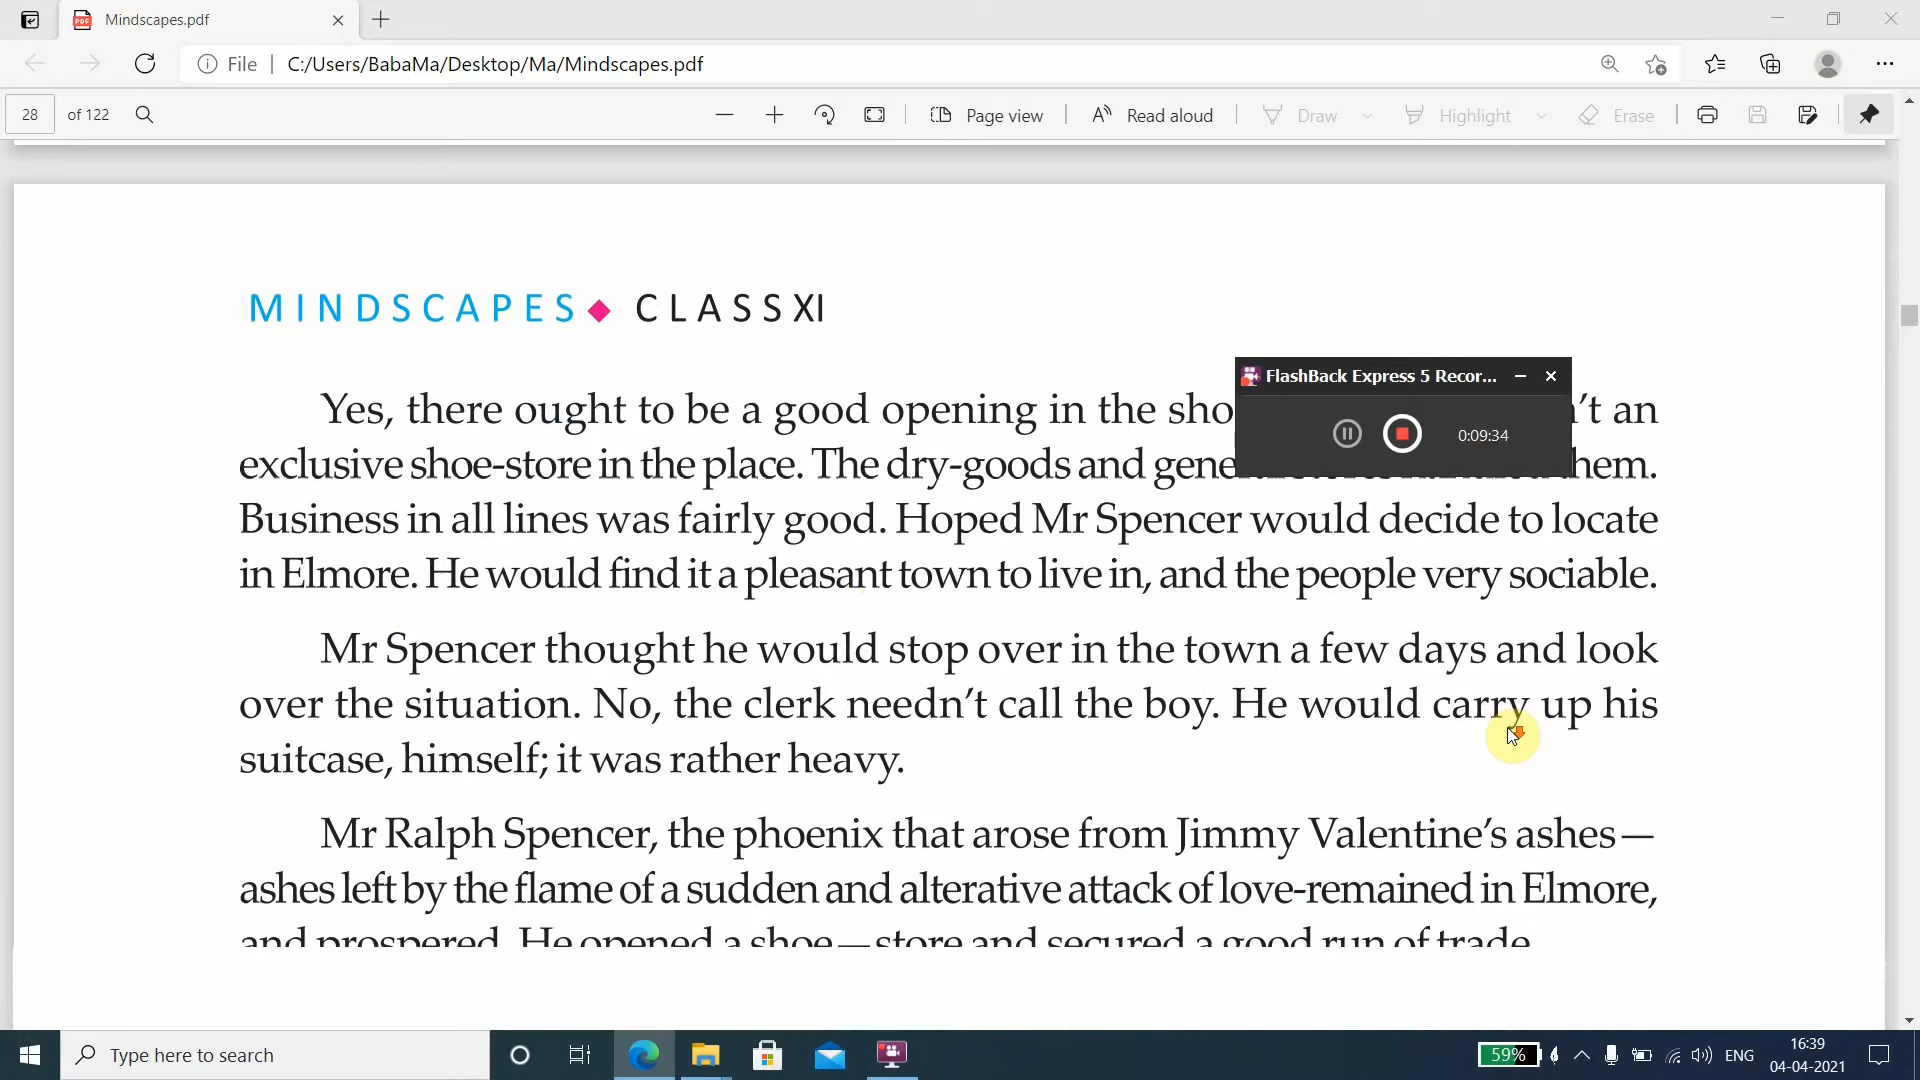 Mindscapes.pdf
File
C:/Users/BabaMa/Desktop/Ma/Mindscapes.pdf
28 of 122
Page view
Read aloud
Draw
Highlight
Erase
MINDSCAPES CLASS XI
FlashBack Express 5 Recor...
0:09:34
Yes, there ought to be a good opening in the sho 't an
exclusive shoe-store in the place. The dry-goods and gene hem.
Business in all lines was fairly good. Hoped Mr Spencer would decide to locate
in Elmore. He would find it a pleasant town to live in, and the people very sociable.
Mr Spencer thought he would stop over in the town a few days and look
over the situation. No, the clerk needn't call the boy. He would carry up his
suitcase, himself; it was rather heavy.
Mr Ralph Spencer, the phoenix that arose from Jimmy Valentine's ashes—
ashes left by the flame of a sudden and alterative attack of love-remained in Elmore,
and prospered. He opened a shoe—store and secured a good run of trade.
Type here to search
59%
ENG
16:39
04-04-2021